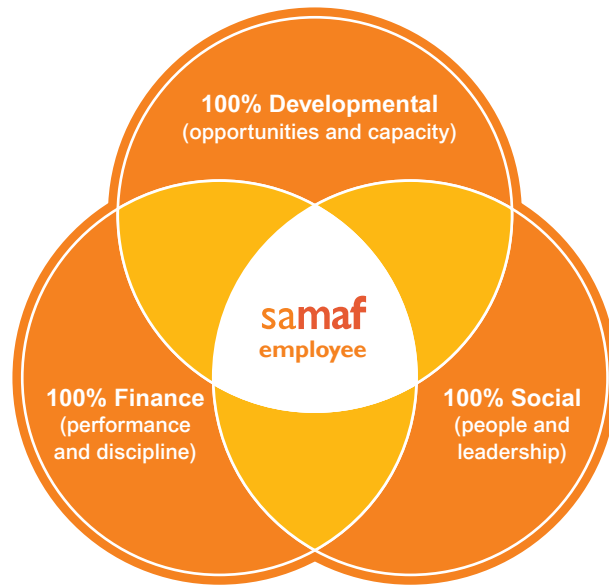 100% Developmental
(opportunities and capacity)
samaf
employee
100% Finance
(performance
and discipline)
100% Social
(people and
leadership)